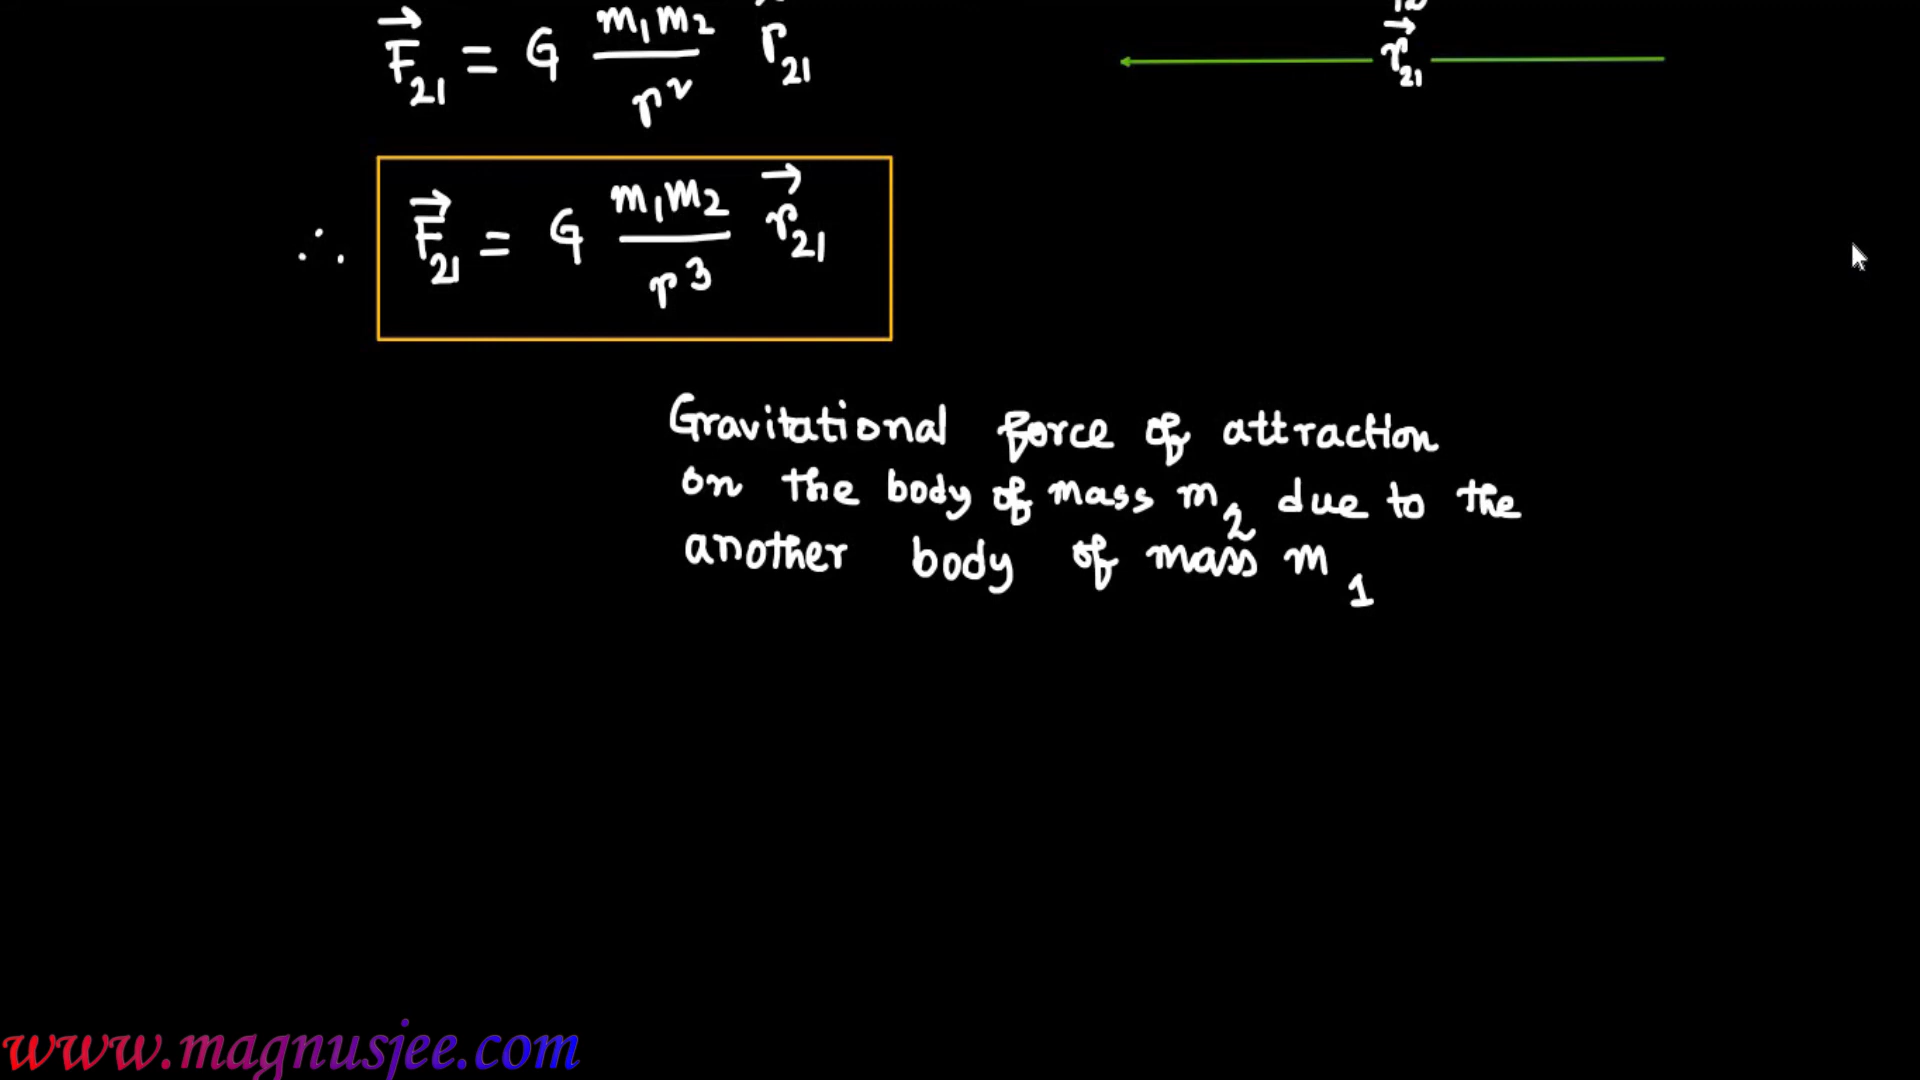 F⃗₂₁ = G m₁m₂ / r² r̂₂₁
r⃗₂₁
∴ F⃗₂₁ = G m₁m₂ / r³ r⃗₂₁
Gravitational force of attraction
on the body of mass m₂ due to the
another body of mass m₁
www.magnusjee.com